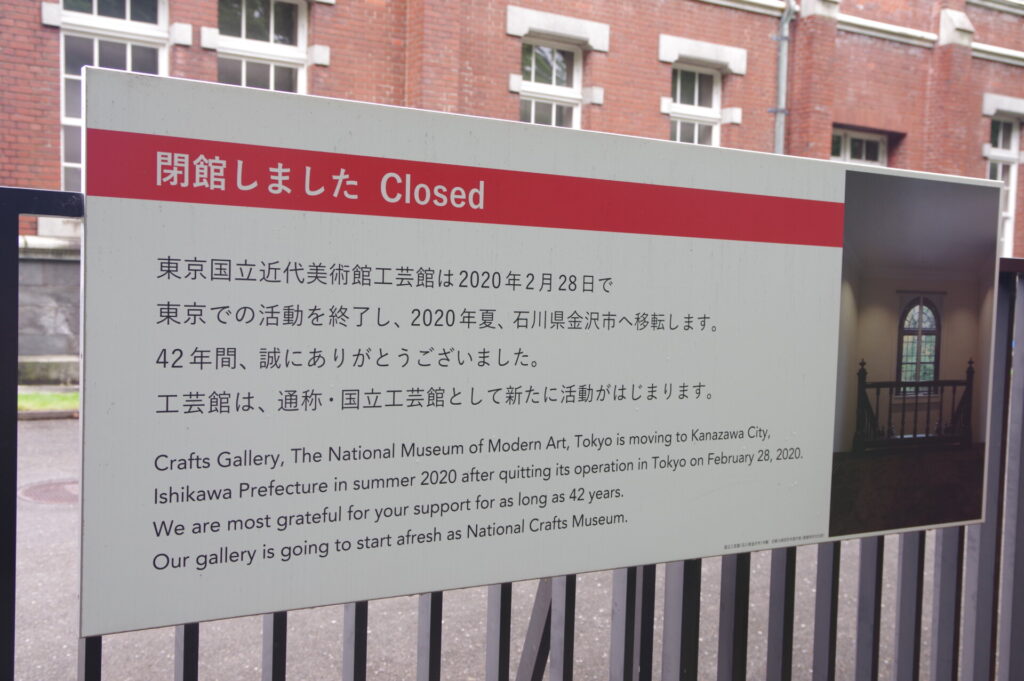 閉館しました Closed
東京国立近代美術館工芸館は2020年2月28日で
東京での活動を終了し、2020年夏、石川県金沢市へ移転します。
42年間、誠にありがとうございました。
工芸館は、通称・国立工芸館として新たに活動がはじまります。
Crafts Gallery, The National Museum of Modern Art, Tokyo is moving to Kanazawa City,
Ishikawa Prefecture in summer 2020 after quitting its operation in Tokyo on February 28, 2020.
We are most grateful for your support for as long as 42 years.
Our gallery is going to start afresh as National Crafts Museum.